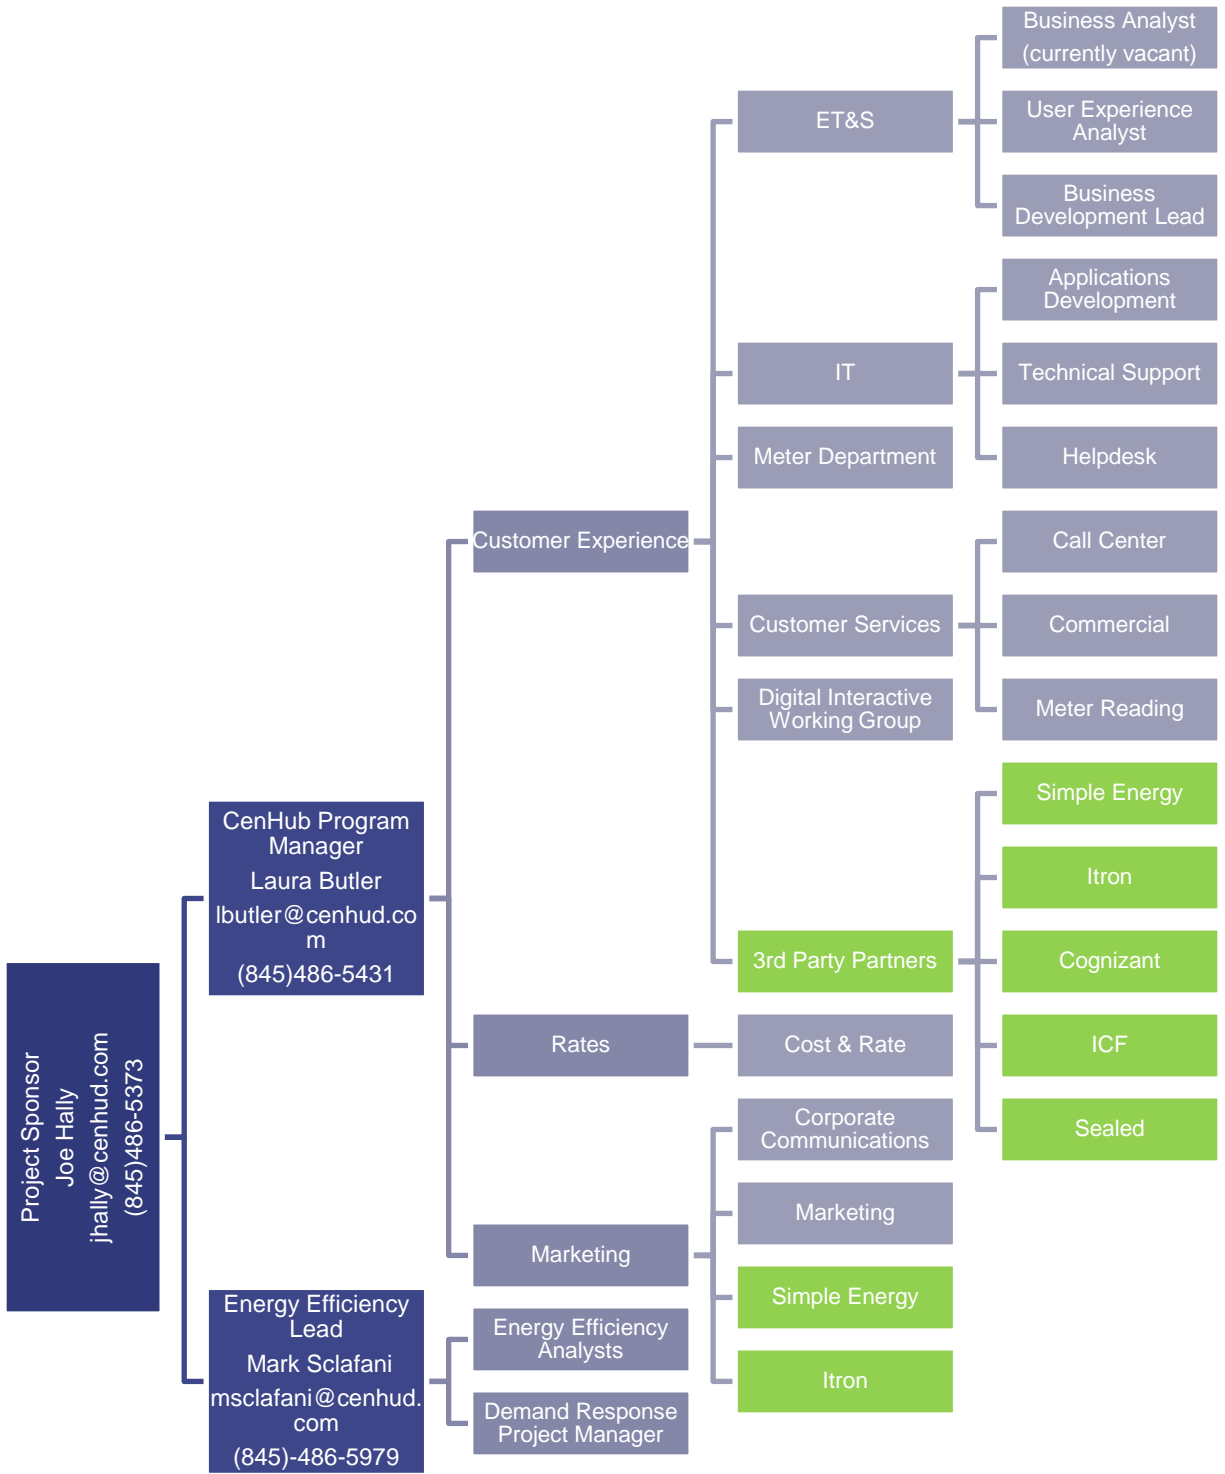 Project Sponsor
Joe Hally
jhally@cenhud.com
(845)486-5373
CenHub Program
Manager
Laura Butler
lbutler@cenhud.co
m
(845)486-5431
Energy Efficiency
Lead
Mark Sclafani
msclafani@cenhud.
com
(845)-486-5979
Customer Experience
Rates
Marketing
Energy Efficiency
Analysts
Demand Response
Project Manager
ET&S
IT
Meter Department
Customer Services
Digital Interactive
Working Group
3rd Party Partners
Cost & Rate
Corporate
Communications
Marketing
Simple Energy
Itron
Business Analyst
(currently vacant)
User Experience
Analyst
Business
Development Lead
Applications
Development
Technical Support
Helpdesk
Call Center
Commercial
Meter Reading
Simple Energy
Itron
Cognizant
ICF
Sealed